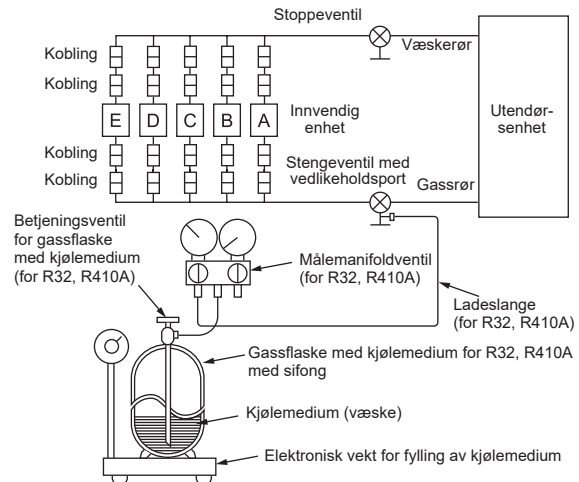 Stoppeventil
Kobling
Væskerør
Kobling
E D C B A
Innvendig
enhet
Utendør-
senhet
Kobling
Kobling
Stengeventil med
vedlikeholdsport
Gassrør
Betjeningsventil
for gassflaske
med kjølemedium
(for R32, R410A)
Målemanifoldventil
(for R32, R410A)
Ladeslange
(for R32, R410A)
Gassflaske med kjølemedium for R32, R410A
med sifong
Kjølemedium (væske)
Elektronisk vekt for fylling av kjølemedium